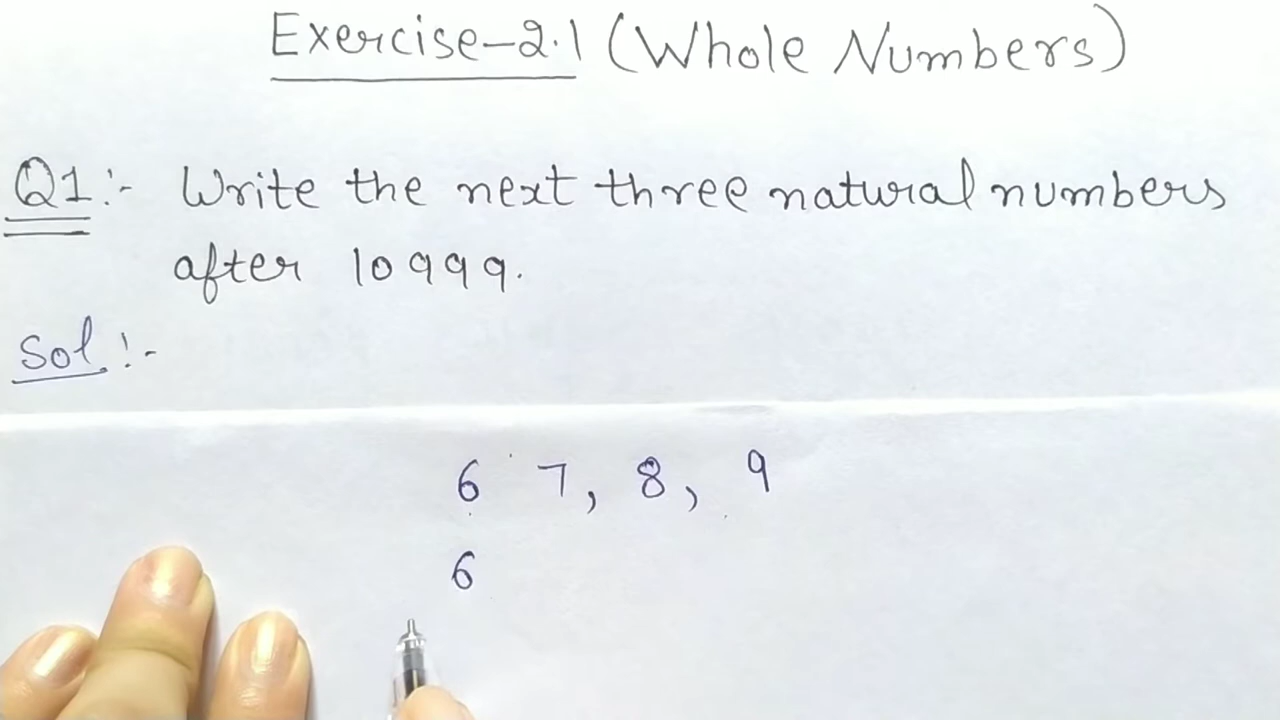 Exercise-2.1 (Whole Numbers)
Q1:- Write the next three natural numbers
after 10999.
Sol.:-
6 7, 8, 9
6